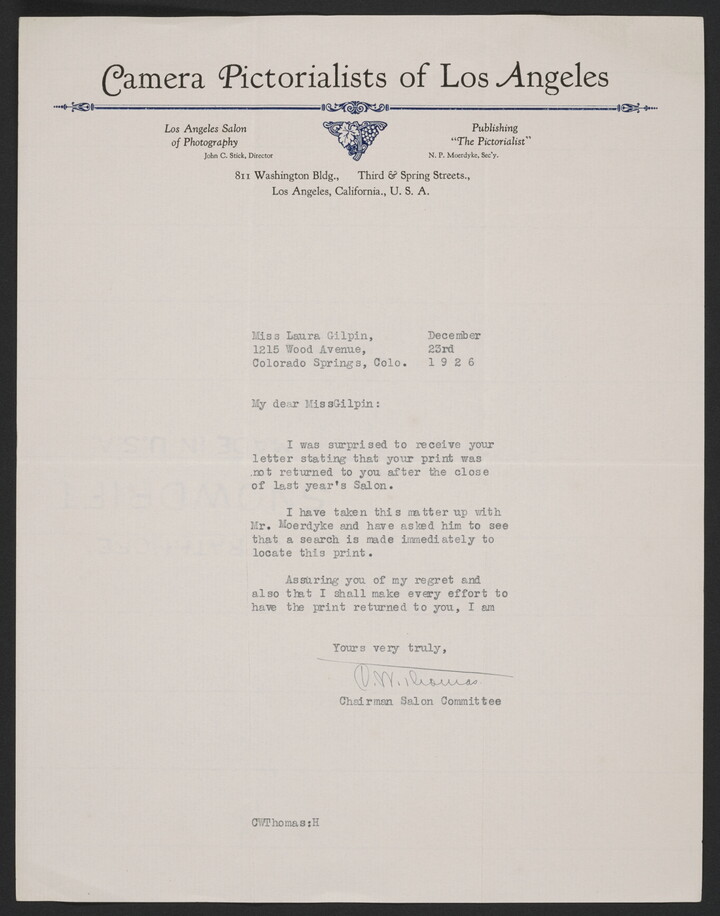 Camera Pictorialists of Los Angeles
Los Angeles Salon
of Photography
John C. Stick, Director
Publishing
"The Pictorialist"
N. P. Moerdyke, Sec'y.
811 Washington Bldg., Third & Spring Streets.,
Los Angeles, California., U. S. A.
Miss Laura Gilpin, December
1215 Wood Avenue, 23rd
Colorado Springs, Colo. 1 9 2 6
My dear MissGilpin:
I was surprised to receive your
letter stating that your print was
not returned to you after the close
of last year's Salon.
I have taken this matter up with
Mr. Moerdyke and have asked him to see
that a search is made immediately to
locate this print.
Assuring you of my regret and
also that I shall make every effort to
have the print returned to you, I am
Yours very truly,
C.W.Thomas.
Chairman Salon Committee
CWThomas:H